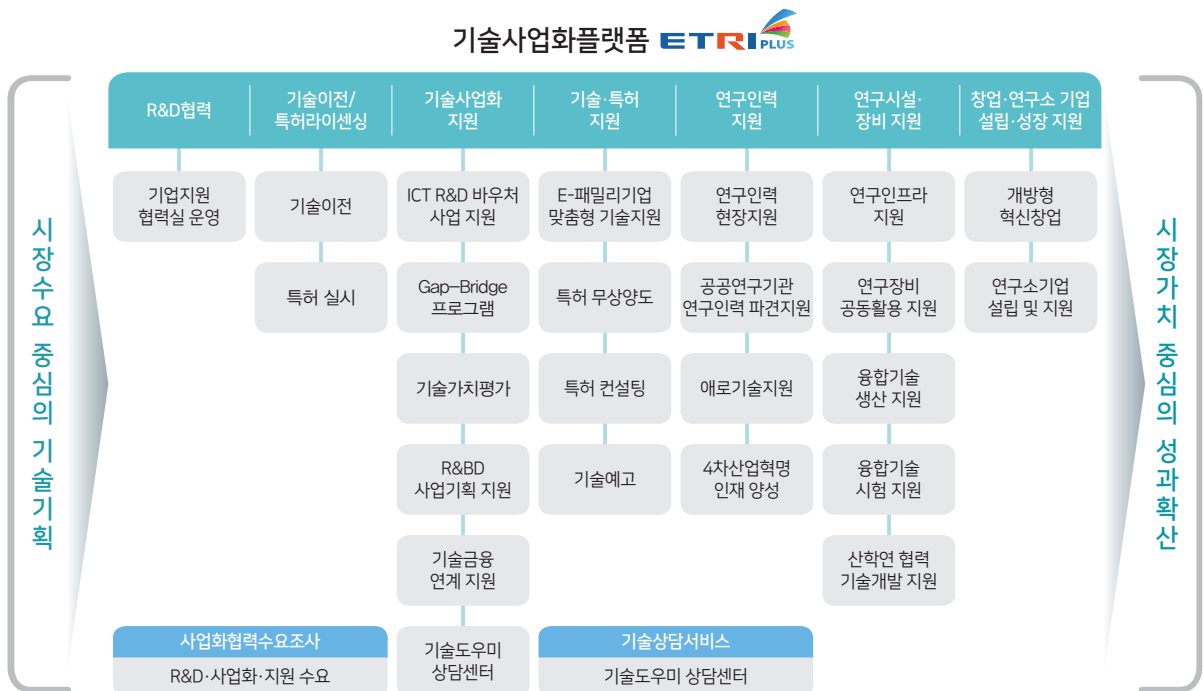 기술사업화플랫폼 ETRI PLUS
시장수요 중심의 기술기획
R&D협력
기술이전/
특허라이센싱
기술사업화
지원
기술·특허
지원
연구인력
지원
연구시설·
장비 지원
창업·연구소 기업
설립·성장 지원
기업지원
협력실 운영
기술이전
특허 실시
ICT R&D 바우처
사업 지원
Gap-Bridge
프로그램
기술가치평가
R&BD
사업기획 지원
기술금융
연계 지원
기술도우미
상담센터
E-패밀리기업
맞춤형 기술지원
특허 무상양도
특허 컨설팅
기술예고
연구인력
현장지원
공공연구기관
연구인력 파견지원
애로기술지원
4차산업혁명
인재 양성
연구인프라
지원
연구장비
공동활용 지원
융합기술
생산 지원
융합기술
시험 지원
산학연 협력
기술개발 지원
개방형
혁신창업
연구소기업
설립 및 지원
사업화협력수요조사
R&D·사업화·지원 수요
기술상담서비스
기술도우미 상담센터
시장가치 중심의 성과확산